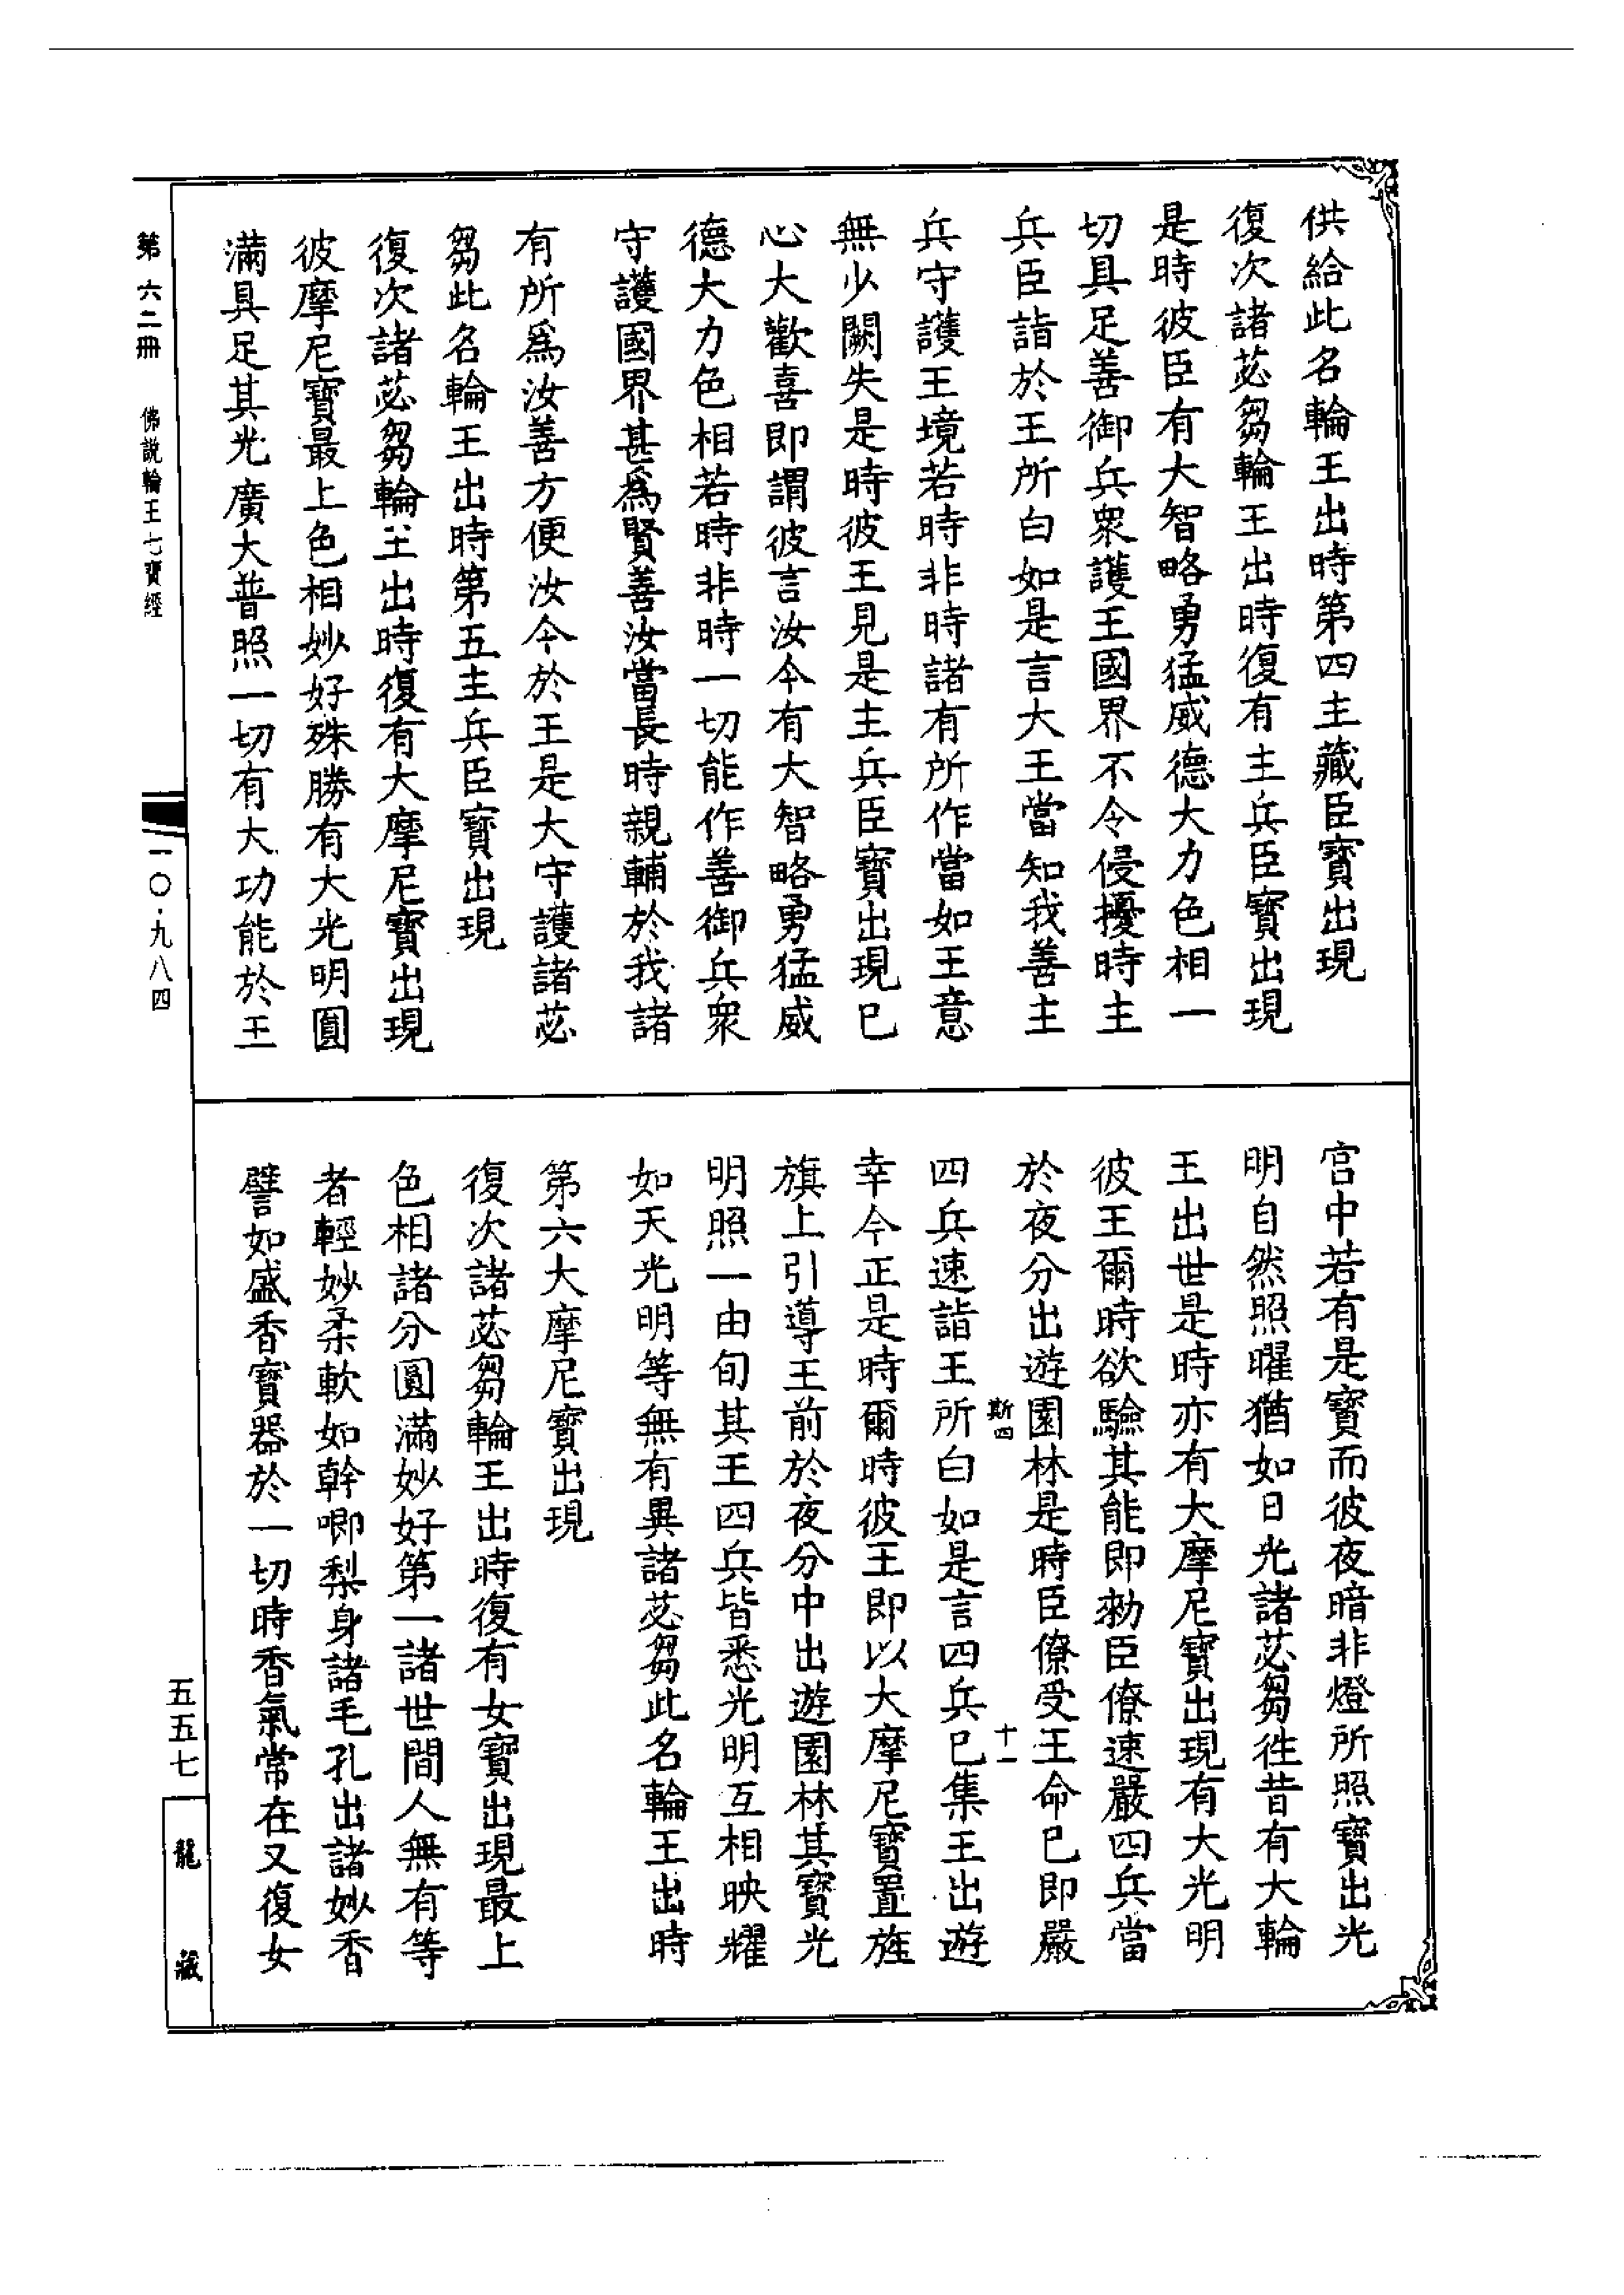 供給此名輪王出時第四主藏臣寶出現
復次諸苾芻輪王出時復有主兵臣寶出現
是時彼臣有大智略勇猛威德大力色相一
切具足善御兵眾護王國界不令侵擾時主
兵臣詣於王所白如是言大王當知我善主
兵守護王境若時非時諸有所作當如王意
無少闕失是時彼王見是主兵臣寶出現已
心大歡喜即謂彼言汝今有大智略勇猛威
德大力色相若時非時一切能作善御兵眾
守護國界甚爲賢善汝當長時親輔於我諸
有所爲汝善方便汝今於王是大守護諸苾
芻此名輪王出時第五主兵臣寶出現
復次諸苾芻輪王出時復有大摩尼寶出現
彼摩尼寶最上色相妙好殊勝有大光明圓
滿具足其光廣大普照一切有大功能於王
宮中若有是寶而彼夜暗非燈所照寶出光
明自然照曜猶如日光諸苾芻徃昔有大輪
王出世是時亦有大摩尼寶出現有大光明
彼王爾時欲驗其能即勑臣僚速嚴四兵當
於夜分出遊園林是時臣僚受王命已即嚴
斯四
十一
四兵速詣王所白如是言四兵已集王出遊
幸今正是時爾時彼王即以大摩尼寶置旌
旗上引導王前於夜分中出遊園林其寶光
明照一由旬其王四兵皆悉光明互相映耀
如天光明等無有異諸苾芻此名輪王出時
第六大摩尼寶出現
復次諸苾芻輪王出時復有女寶出現最上
色相諸分圓滿妙好第一諸世間人無有等
者輕妙柔軟如幹唧梨身諸毛孔出諸妙香
譬如盛香寶器於一切時香氣常在又復女
第六二冊
佛説輪王七寶經
一〇·九八四
五五七
龍藏